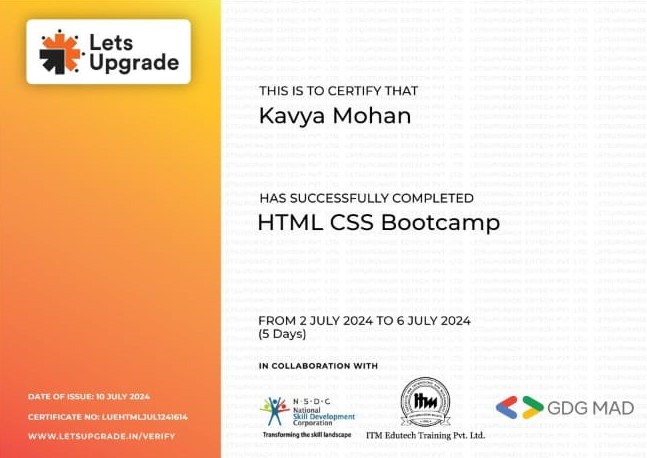 Lets
Upgrade
THIS IS TO CERTIFY THAT
Kavya Mohan
HAS SUCCESSFULLY COMPLETED
HTML CSS Bootcamp
FROM 2 JULY 2024 TO 6 JULY 2024
(5 Days)
IN COLLABORATION WITH
N·S·D·C
National
Skill Development
Corporation
Transforming the skill landscape
itm
ITM Edutech Training Pvt. Ltd.
GDG MAD
DATE OF ISSUE: 10 JULY 2024
CERTIFICATE NO: LUEHTMLJUL1241614
WWW.LETSUPGRADE.IN/VERIFY